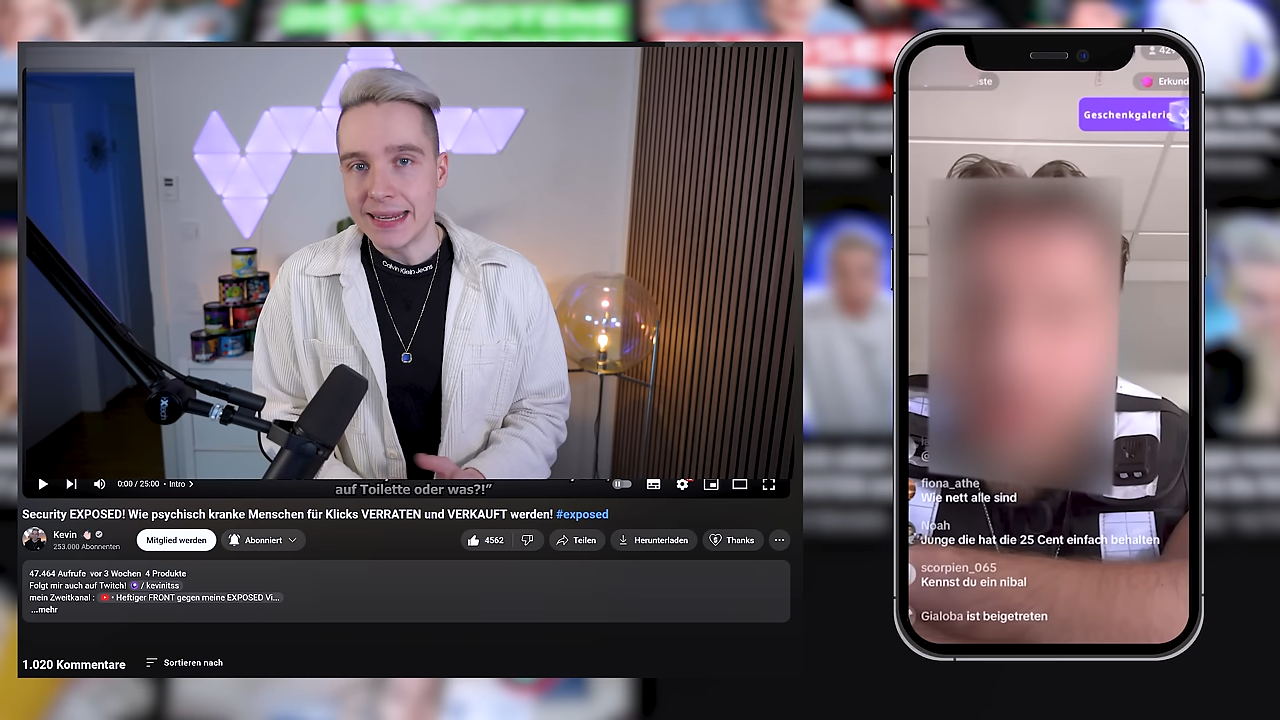 Calvin Klein Jeans
0:00 / 25:00 • Intro
auf Toilette oder was?!”
Security EXPOSED! Wie psychisch kranke Menschen für Klicks VERRATEN und VERKAUFT werden! #exposed
Kevin
253.000 Abonnenten
Mitglied werden
Abonniert
4562
Teilen
Herunterladen
Thanks
47.464 Aufrufe vor 3 Wochen 4 Produkte
Folgt mir auch auf Twitch! / kevinitss
mein Zweitkanal : • Heftiger FRONT gegen meine EXPOSED Vi...
...mehr
1.020 Kommentare
Sortieren nach
Erkund
Geschenkgalerie
fiona_athe
Wie nett alle sind
Noah
Junge die hat die 25 Cent einfach behalten
scorpien_065
Kennst du ein nibal
Gialoba ist beigetreten